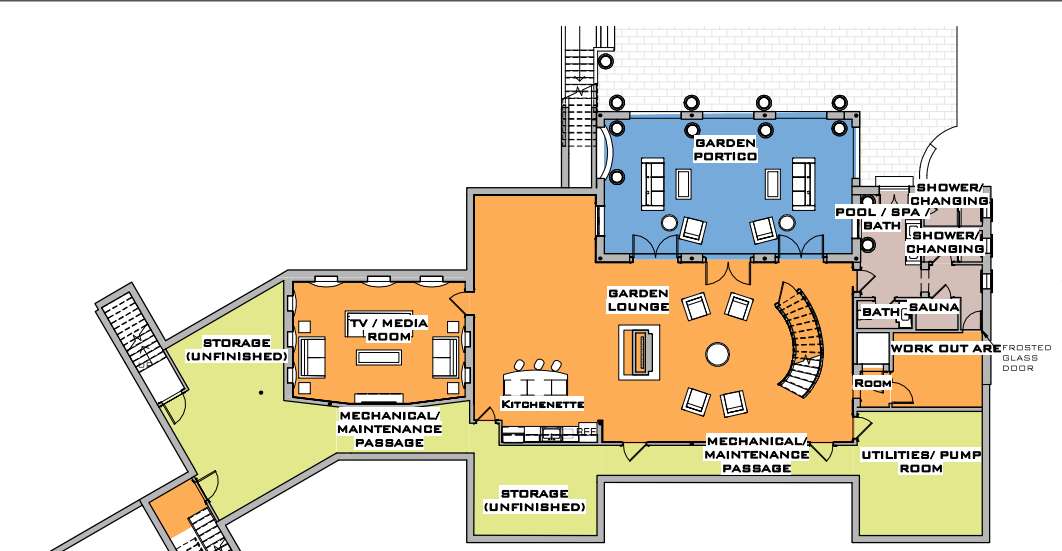 GARDEN
PORTICO
SHOWER/
CHANGING
POOL / SPA /
BATH
SHOWER/
CHANGING
GARDEN
LOUNGE
BATH
SAUNA
TV / MEDIA
ROOM
STORAGE
(UNFINISHED)
WORK OUT ARE
FROSTED
GLASS
DOOR
ROOM
KITCHENETTE
REF
MECHANICAL/
MAINTENANCE
PASSAGE
MECHANICAL/
MAINTENANCE
PASSAGE
UTILITIES/ PUMP
ROOM
STORAGE
(UNFINISHED)